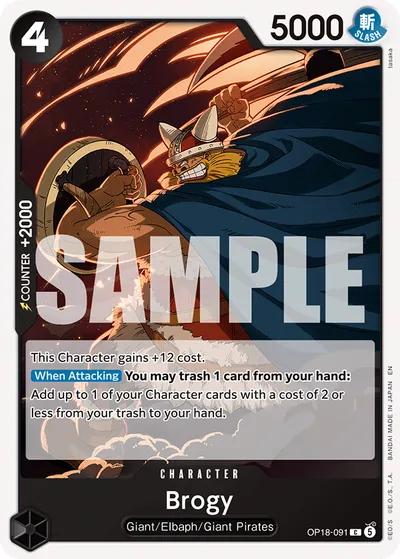 4
5000
斬
SLASH
tasaka
COUNTER +2000
SAMPLE
This Character gains +12 cost.
When Attacking You may trash 1 card from your hand:
Add up to 1 of your Character cards with a cost of 2 or
less from your trash to your hand.
CHARACTER
Brogy
Giant/Elbaph/Giant Pirates
OP18-091 C 5
©E.O./S ©E.O./S., T.A. BANDAI MADE IN JAPAN EN